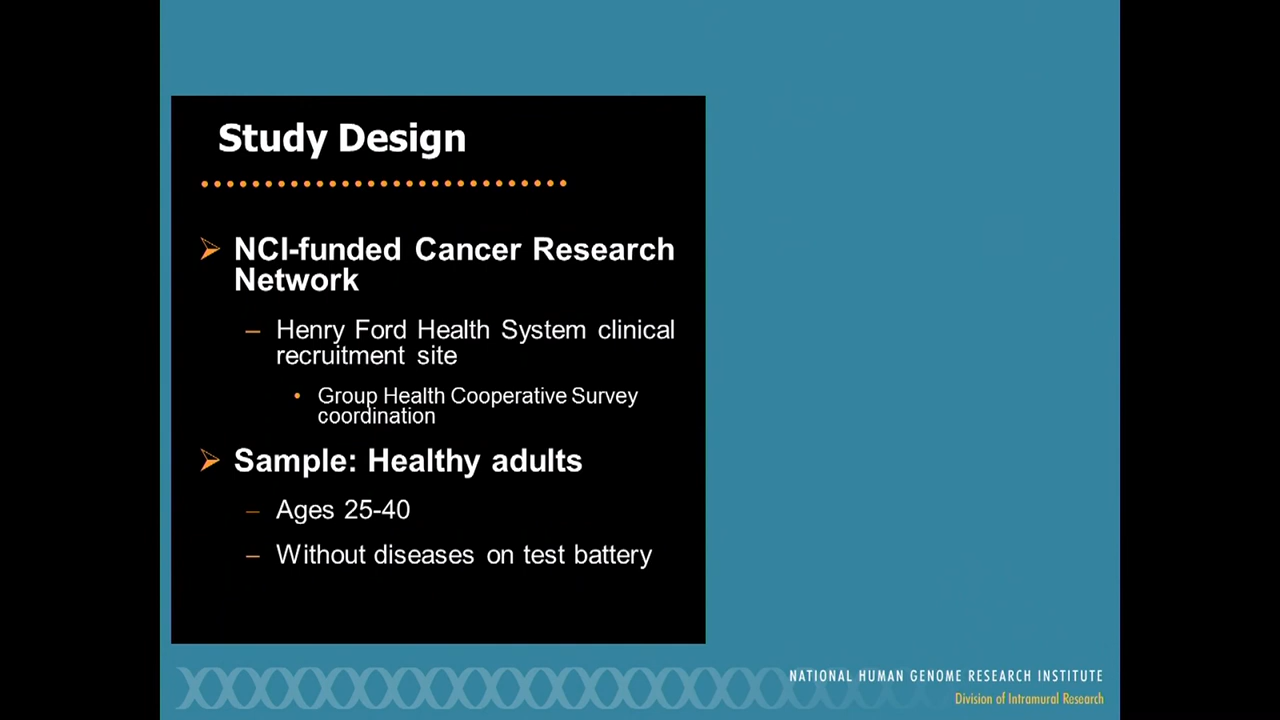 Study Design
➢ NCI-funded Cancer Research
Network
– Henry Ford Health System clinical
recruitment site
• Group Health Cooperative Survey
coordination
➢ Sample: Healthy adults
– Ages 25-40
– Without diseases on test battery
NATIONAL HUMAN GENOME RESEARCH INSTITUTE
Division of Intramural Research